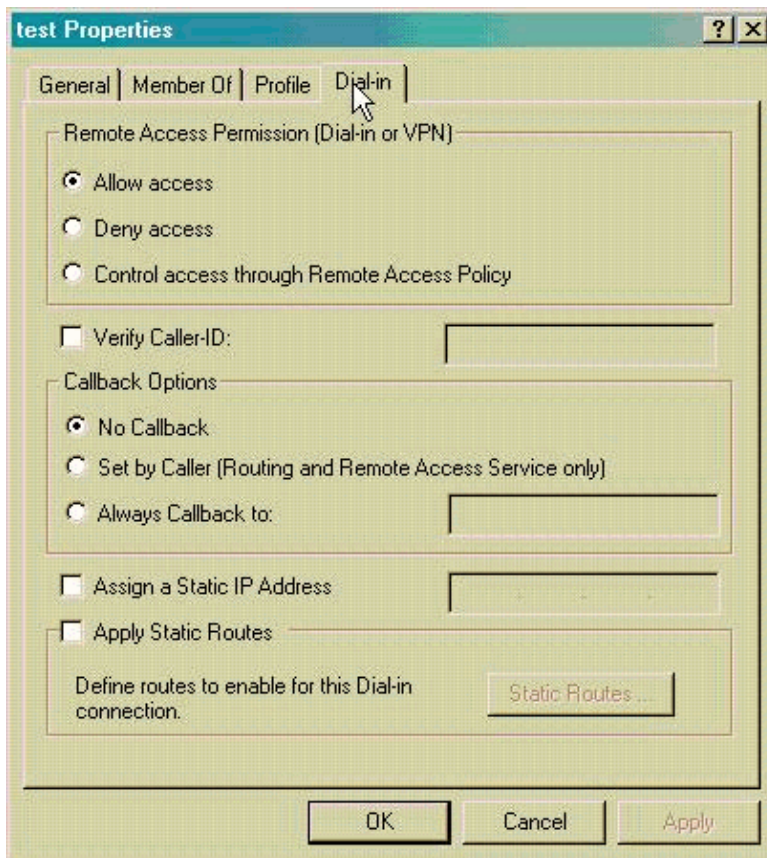 test Properties
General Member Of Profile Dial-in
Remote Access Permission (Dial-in or VPN)
Allow access
Deny access
Control access through Remote Access Policy
Verify Caller-ID:
Callback Options
No Callback
Set by Caller (Routing and Remote Access Service only)
Always Callback to:
Assign a Static IP Address
Apply Static Routes
Define routes to enable for this Dial-in
connection.
Static Routes ...
OK Cancel Apply